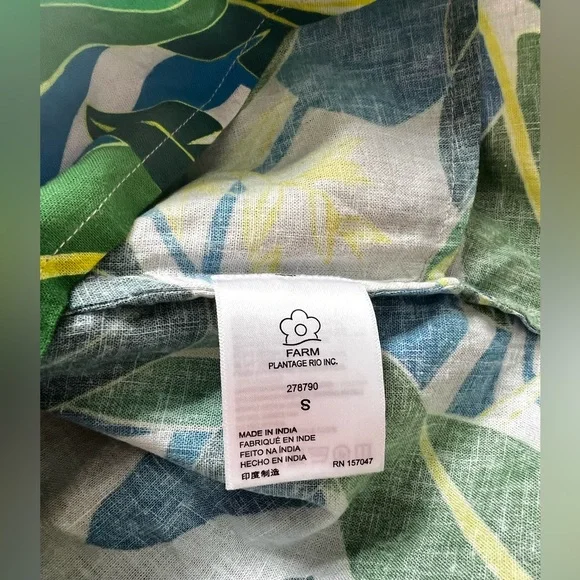 FARM
PLANTAGE RIO INC.
278790
S
MADE IN INDIA
FABRIQUÉ EN INDE
FEITO NA ÍNDIA
HECHO EN INDIA
RN 157047
印度制造